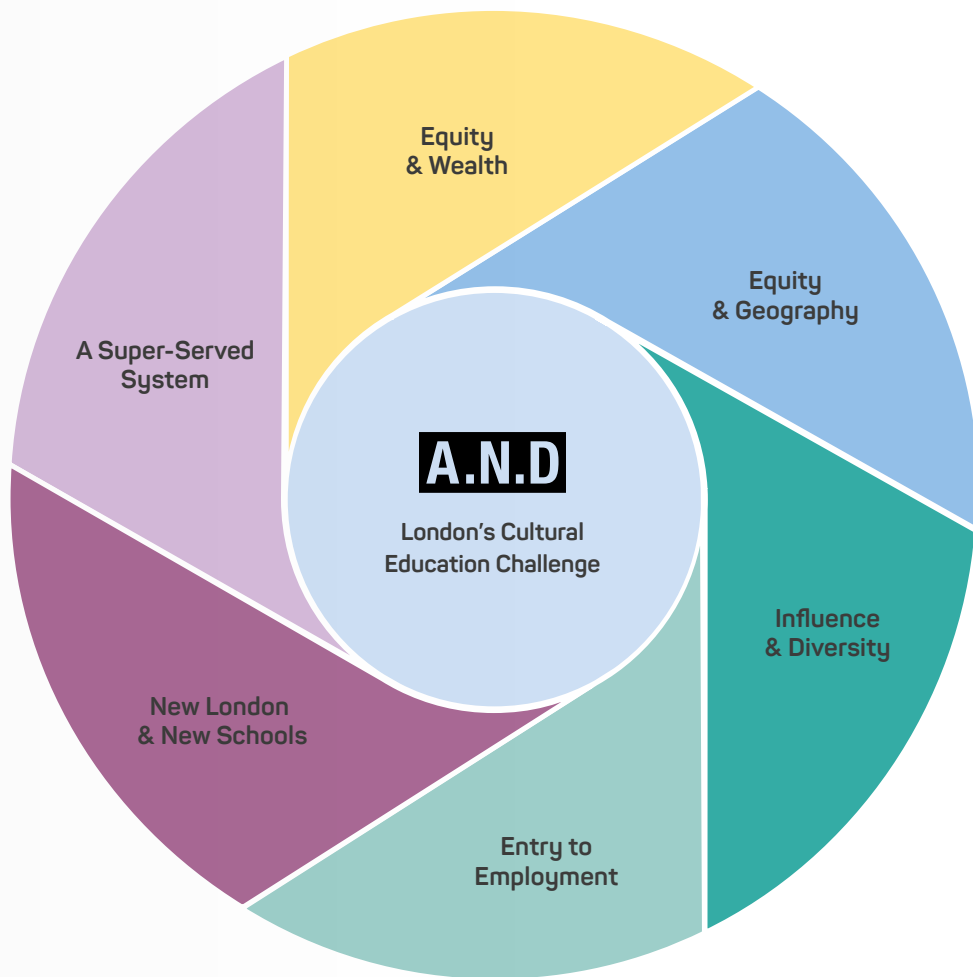 Equity
& Wealth
Equity
& Geography
A Super-Served
System
A.N.D
London's Cultural
Education Challenge
Influence
& Diversity
New London
& New Schools
Entry to
Employment